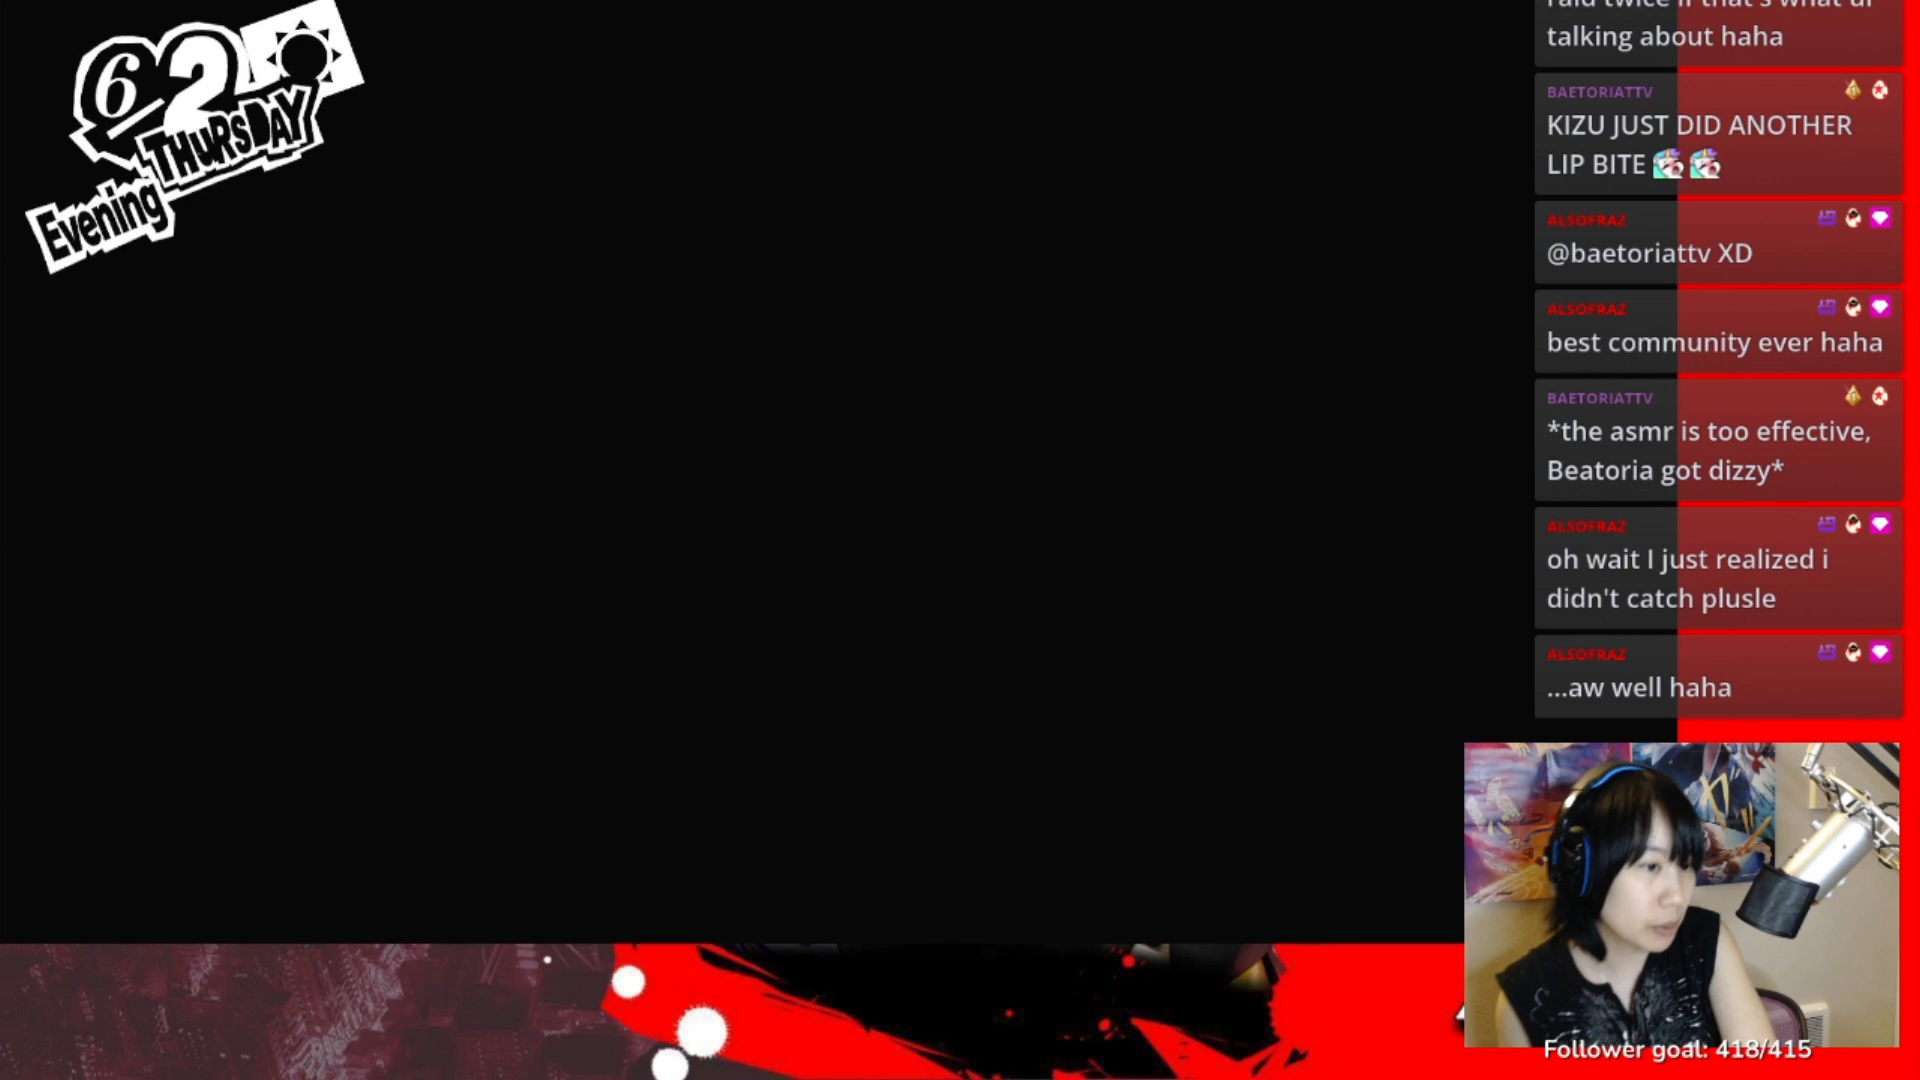 6/2
THURSDAY
Evening
talking about haha
BAETORIATTV
KIZU JUST DID ANOTHER
LIP BITE
ALSOFRAZ
@baetoriattv XD
ALSOFRAZ
best community ever haha
BAETORIATTV
*the asmr is too effective,
Beatoria got dizzy*
ALSOFRAZ
oh wait I just realized i
didn't catch plusle
ALSOFRAZ
...aw well haha
Follower goal: 418/415